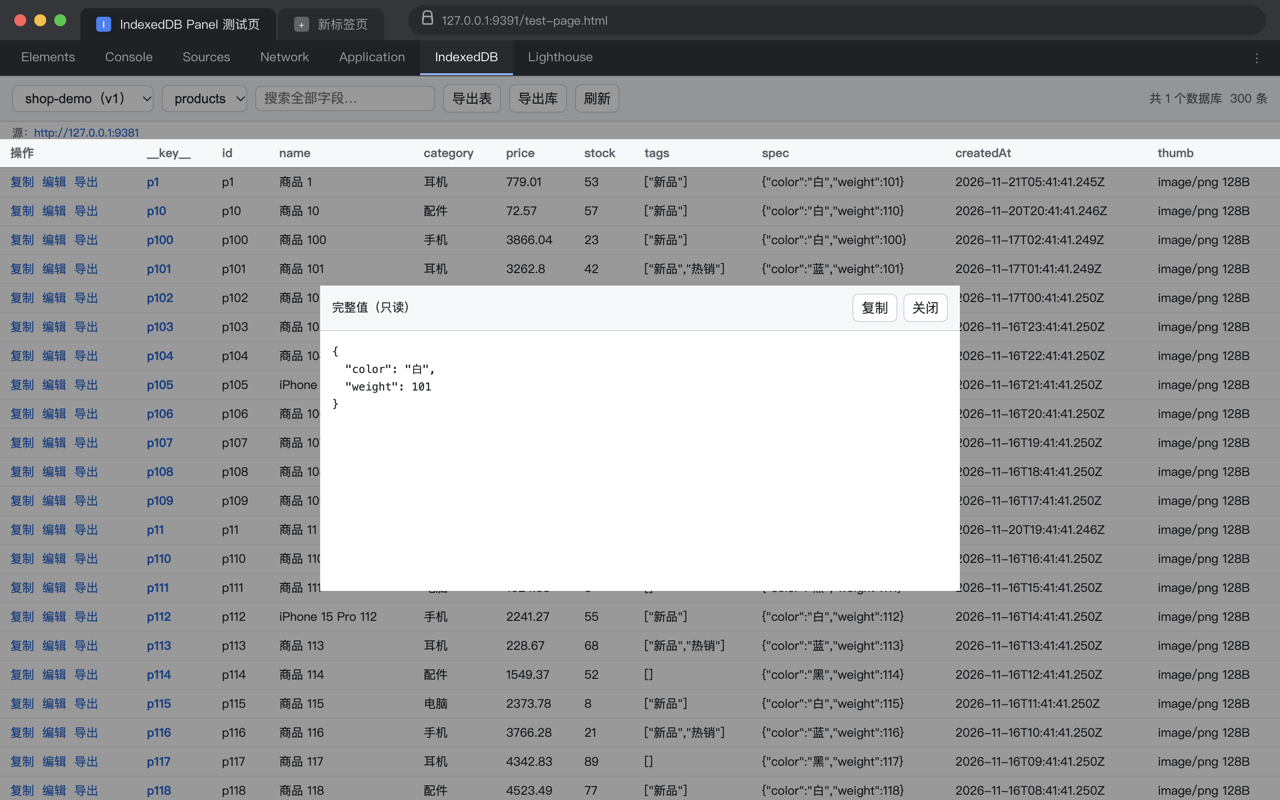 IndexedDB Panel 测试页
新标签页
127.0.0.1:9391/test-page.html
Elements Console Sources Network Application IndexedDB Lighthouse
shop-demo（v1） products 搜索全部字段… 导出表 导出库 刷新 共 1 个数据库 300 条
源：http://127.0.0.1:9381
操作 __key__ id name category price stock tags spec createdAt thumb
复制 编辑 导出 p1 p1 商品 1 耳机 779.01 53 ["新品"] {"color":"白","weight":101} 2026-11-21T05:41:41.245Z image/png 128B
复制 编辑 导出 p10 p10 商品 10 配件 72.57 57 ["新品"] {"color":"白","weight":110} 2026-11-20T20:41:41.246Z image/png 128B
复制 编辑 导出 p100 p100 商品 100 手机 3866.04 23 ["新品"] {"color":"白","weight":100} 2026-11-17T02:41:41.249Z image/png 128B
复制 编辑 导出 p101 p101 商品 101 耳机 3262.8 42 ["新品","热销"] {"color":"蓝","weight":101} 2026-11-17T01:41:41.249Z image/png 128B
复制 编辑 导出 p102 p102 商品 10 2026-11-17T00:41:41.250Z image/png 128B
复制 编辑 导出 p103 p103 商品 10 2026-11-16T23:41:41.250Z image/png 128B
复制 编辑 导出 p104 p104 商品 10 2026-11-16T22:41:41.250Z image/png 128B
复制 编辑 导出 p105 p105 iPhone 2026-11-16T21:41:41.250Z image/png 128B
复制 编辑 导出 p106 p106 商品 10 2026-11-16T20:41:41.250Z image/png 128B
复制 编辑 导出 p107 p107 商品 10 2026-11-16T19:41:41.250Z image/png 128B
复制 编辑 导出 p108 p108 商品 10 2026-11-16T18:41:41.250Z image/png 128B
复制 编辑 导出 p109 p109 商品 10 2026-11-16T17:41:41.250Z image/png 128B
复制 编辑 导出 p11 p11 商品 11 2026-11-20T19:41:41.246Z image/png 128B
复制 编辑 导出 p110 p110 商品 110 2026-11-16T16:41:41.250Z image/png 128B
复制 编辑 导出 p111 p111 商品 111 2026-11-16T15:41:41.250Z image/png 128B
复制 编辑 导出 p112 p112 iPhone 15 Pro 112 手机 2241.27 55 ["新品"] {"color":"白","weight":112} 2026-11-16T14:41:41.250Z image/png 128B
复制 编辑 导出 p113 p113 商品 113 耳机 228.67 68 ["新品","热销"] {"color":"蓝","weight":113} 2026-11-16T13:41:41.250Z image/png 128B
复制 编辑 导出 p114 p114 商品 114 配件 1549.37 52 [] {"color":"黑","weight":114} 2026-11-16T12:41:41.250Z image/png 128B
复制 编辑 导出 p115 p115 商品 115 电脑 2373.78 8 ["新品"] {"color":"白","weight":115} 2026-11-16T11:41:41.250Z image/png 128B
复制 编辑 导出 p116 p116 商品 116 手机 3766.28 21 ["新品","热销"] {"color":"蓝","weight":116} 2026-11-16T10:41:41.250Z image/png 128B
复制 编辑 导出 p117 p117 商品 117 耳机 4342.83 89 [] {"color":"黑","weight":117} 2026-11-16T09:41:41.250Z image/png 128B
复制 编辑 导出 p118 p118 商品 118 配件 4523.49 77 ["新品"] {"color":"白","weight":118} 2026-11-16T08:41:41.250Z image/png 128B
完整值（只读） 复制 关闭
{
"color": "白",
"weight": 101
}